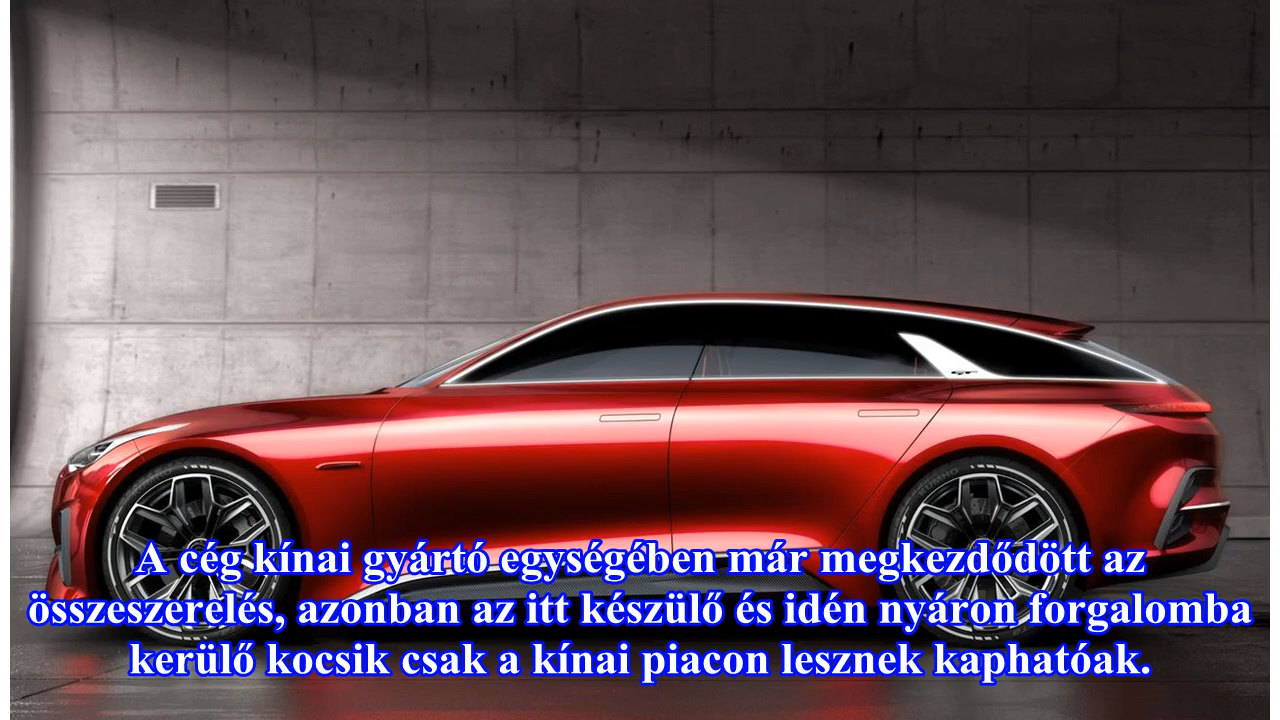 GT
A cég kínai gyártó egységében már megkezdődött az
összeszerelés, azonban az itt készülő és idén nyáron forgalomba
kerülő kocsik csak a kínai piacon lesznek kaphatóak.